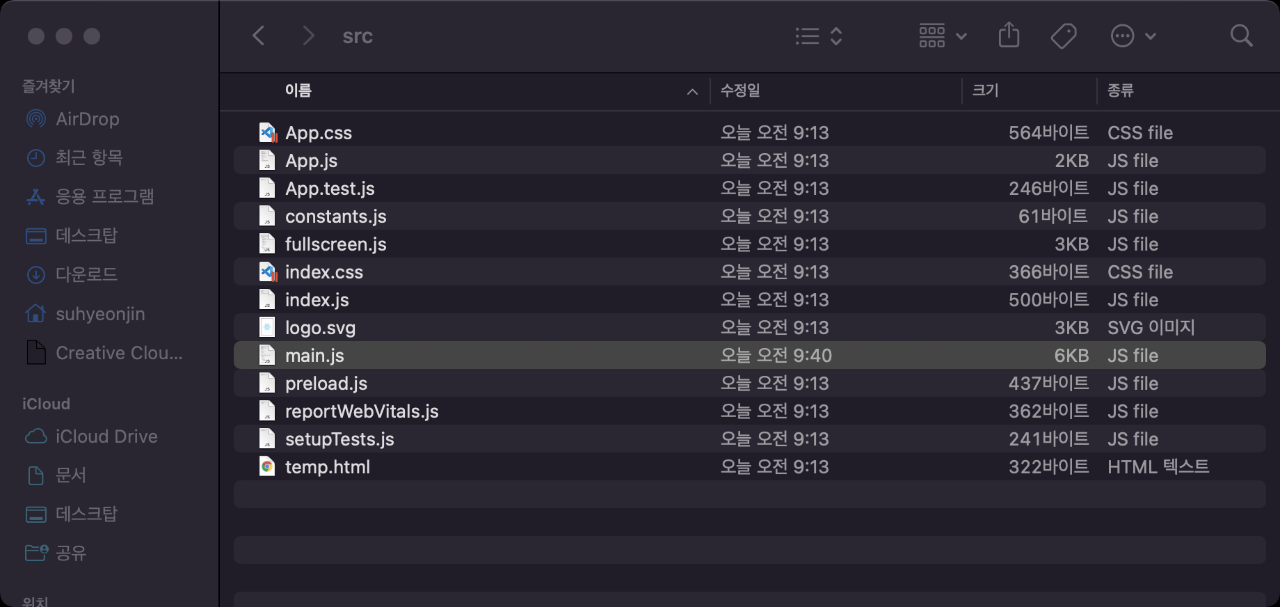 src
즐겨찾기
AirDrop
최근 항목
응용 프로그램
데스크탑
다운로드
suhyeonjin
Creative Clou...
iCloud
iCloud Drive
문서
데스크탑
공유
위치
이름 수정일 크기 종류
App.css 오늘 오전 9:13 564바이트 CSS file
App.js 오늘 오전 9:13 2KB JS file
App.test.js 오늘 오전 9:13 246바이트 JS file
constants.js 오늘 오전 9:13 61바이트 JS file
fullscreen.js 오늘 오전 9:13 3KB JS file
index.css 오늘 오전 9:13 366바이트 CSS file
index.js 오늘 오전 9:13 500바이트 JS file
logo.svg 오늘 오전 9:13 3KB SVG 이미지
main.js 오늘 오전 9:40 6KB JS file
preload.js 오늘 오전 9:13 437바이트 JS file
reportWebVitals.js 오늘 오전 9:13 362바이트 JS file
setupTests.js 오늘 오전 9:13 241바이트 JS file
temp.html 오늘 오전 9:13 322바이트 HTML 텍스트